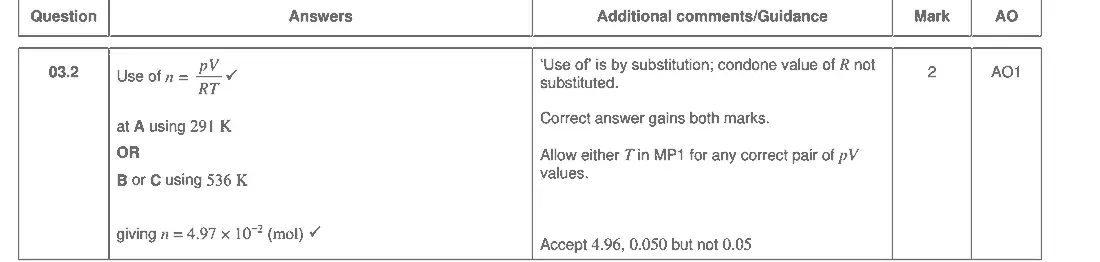 Question Answers Additional comments/Guidance Mark AO
03.2 Use of n = pV/RT ✓ 'Use of' is by substitution; condone value of R not 2 AO1
substituted.
at A using 291 K Correct answer gains both marks.
OR Allow either T in MP1 for any correct pair of pV
B or C using 536 K values.
giving n = 4.97 × 10⁻² (mol) ✓ Accept 4.96, 0.050 but not 0.05